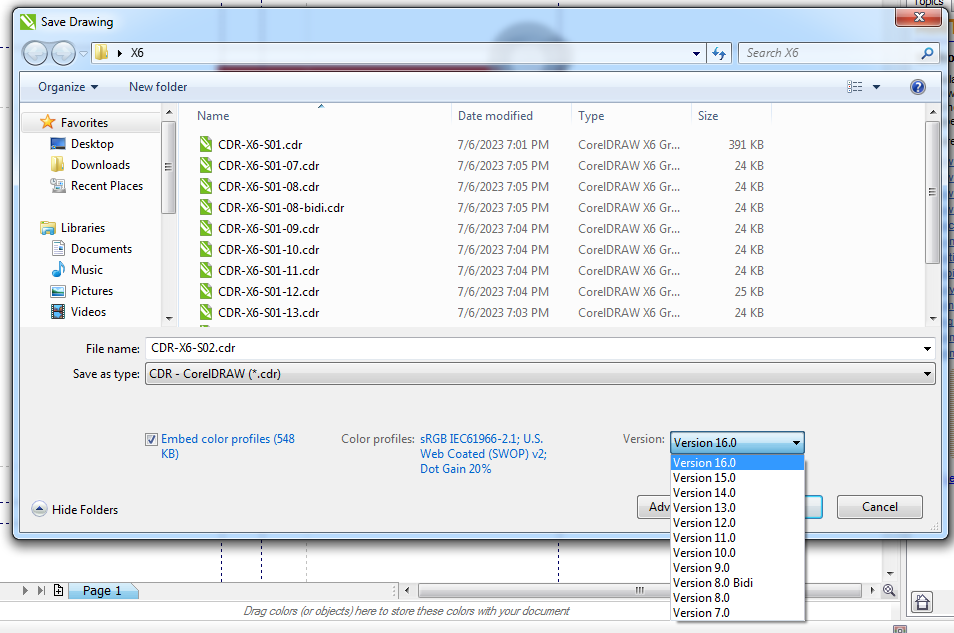 Topics
Save Drawing
X6
Search X6
Organize
New folder
Name
Date modified
Type
Size
Favorites
Desktop
Downloads
Recent Places
Libraries
Documents
Music
Pictures
Videos
CDR-X6-S01.cdr 7/6/2023 7:01 PM CorelDRAW X6 Gr... 391 KB
CDR-X6-S01-07.cdr 7/6/2023 7:05 PM CorelDRAW X6 Gr... 24 KB
CDR-X6-S01-08.cdr 7/6/2023 7:05 PM CorelDRAW X6 Gr... 24 KB
CDR-X6-S01-08-bidi.cdr 7/6/2023 7:05 PM CorelDRAW X6 Gr... 24 KB
CDR-X6-S01-09.cdr 7/6/2023 7:04 PM CorelDRAW X6 Gr... 24 KB
CDR-X6-S01-10.cdr 7/6/2023 7:04 PM CorelDRAW X6 Gr... 24 KB
CDR-X6-S01-11.cdr 7/6/2023 7:04 PM CorelDRAW X6 Gr... 24 KB
CDR-X6-S01-12.cdr 7/6/2023 7:04 PM CorelDRAW X6 Gr... 25 KB
CDR-X6-S01-13.cdr 7/6/2023 7:03 PM CorelDRAW X6 Gr... 24 KB
File name: CDR-X6-S02.cdr
Save as type: CDR - CorelDRAW (*.cdr)
Embed color profiles (548
KB)
Color profiles: sRGB IEC61966-2.1; U.S.
Web Coated (SWOP) v2;
Dot Gain 20%
Version: Version 16.0
Version 16.0
Version 15.0
Version 14.0
Version 13.0
Version 12.0
Version 11.0
Version 10.0
Version 9.0
Version 8.0 Bidi
Version 8.0
Version 7.0
Hide Folders
Adv
Cancel
Page 1
Drag colors (or objects) here to store these colors with your document